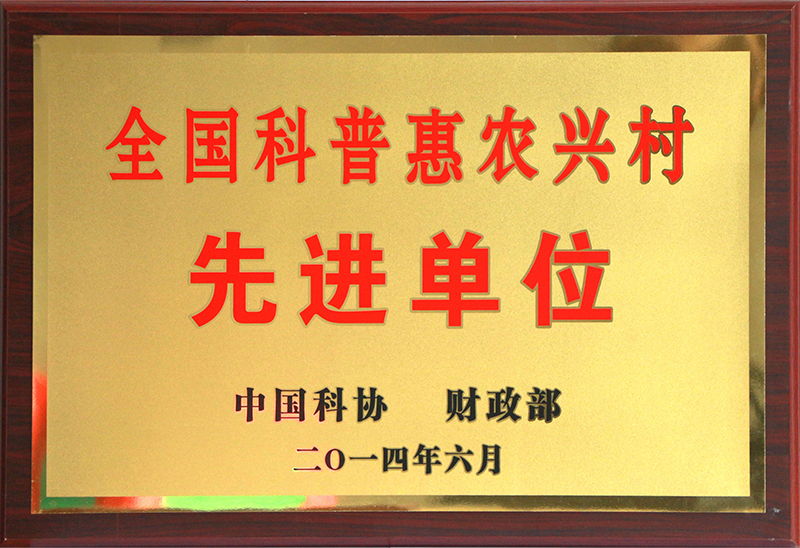 全国科普惠农兴村
先进单位
中国科协 财政部
二〇一四年六月